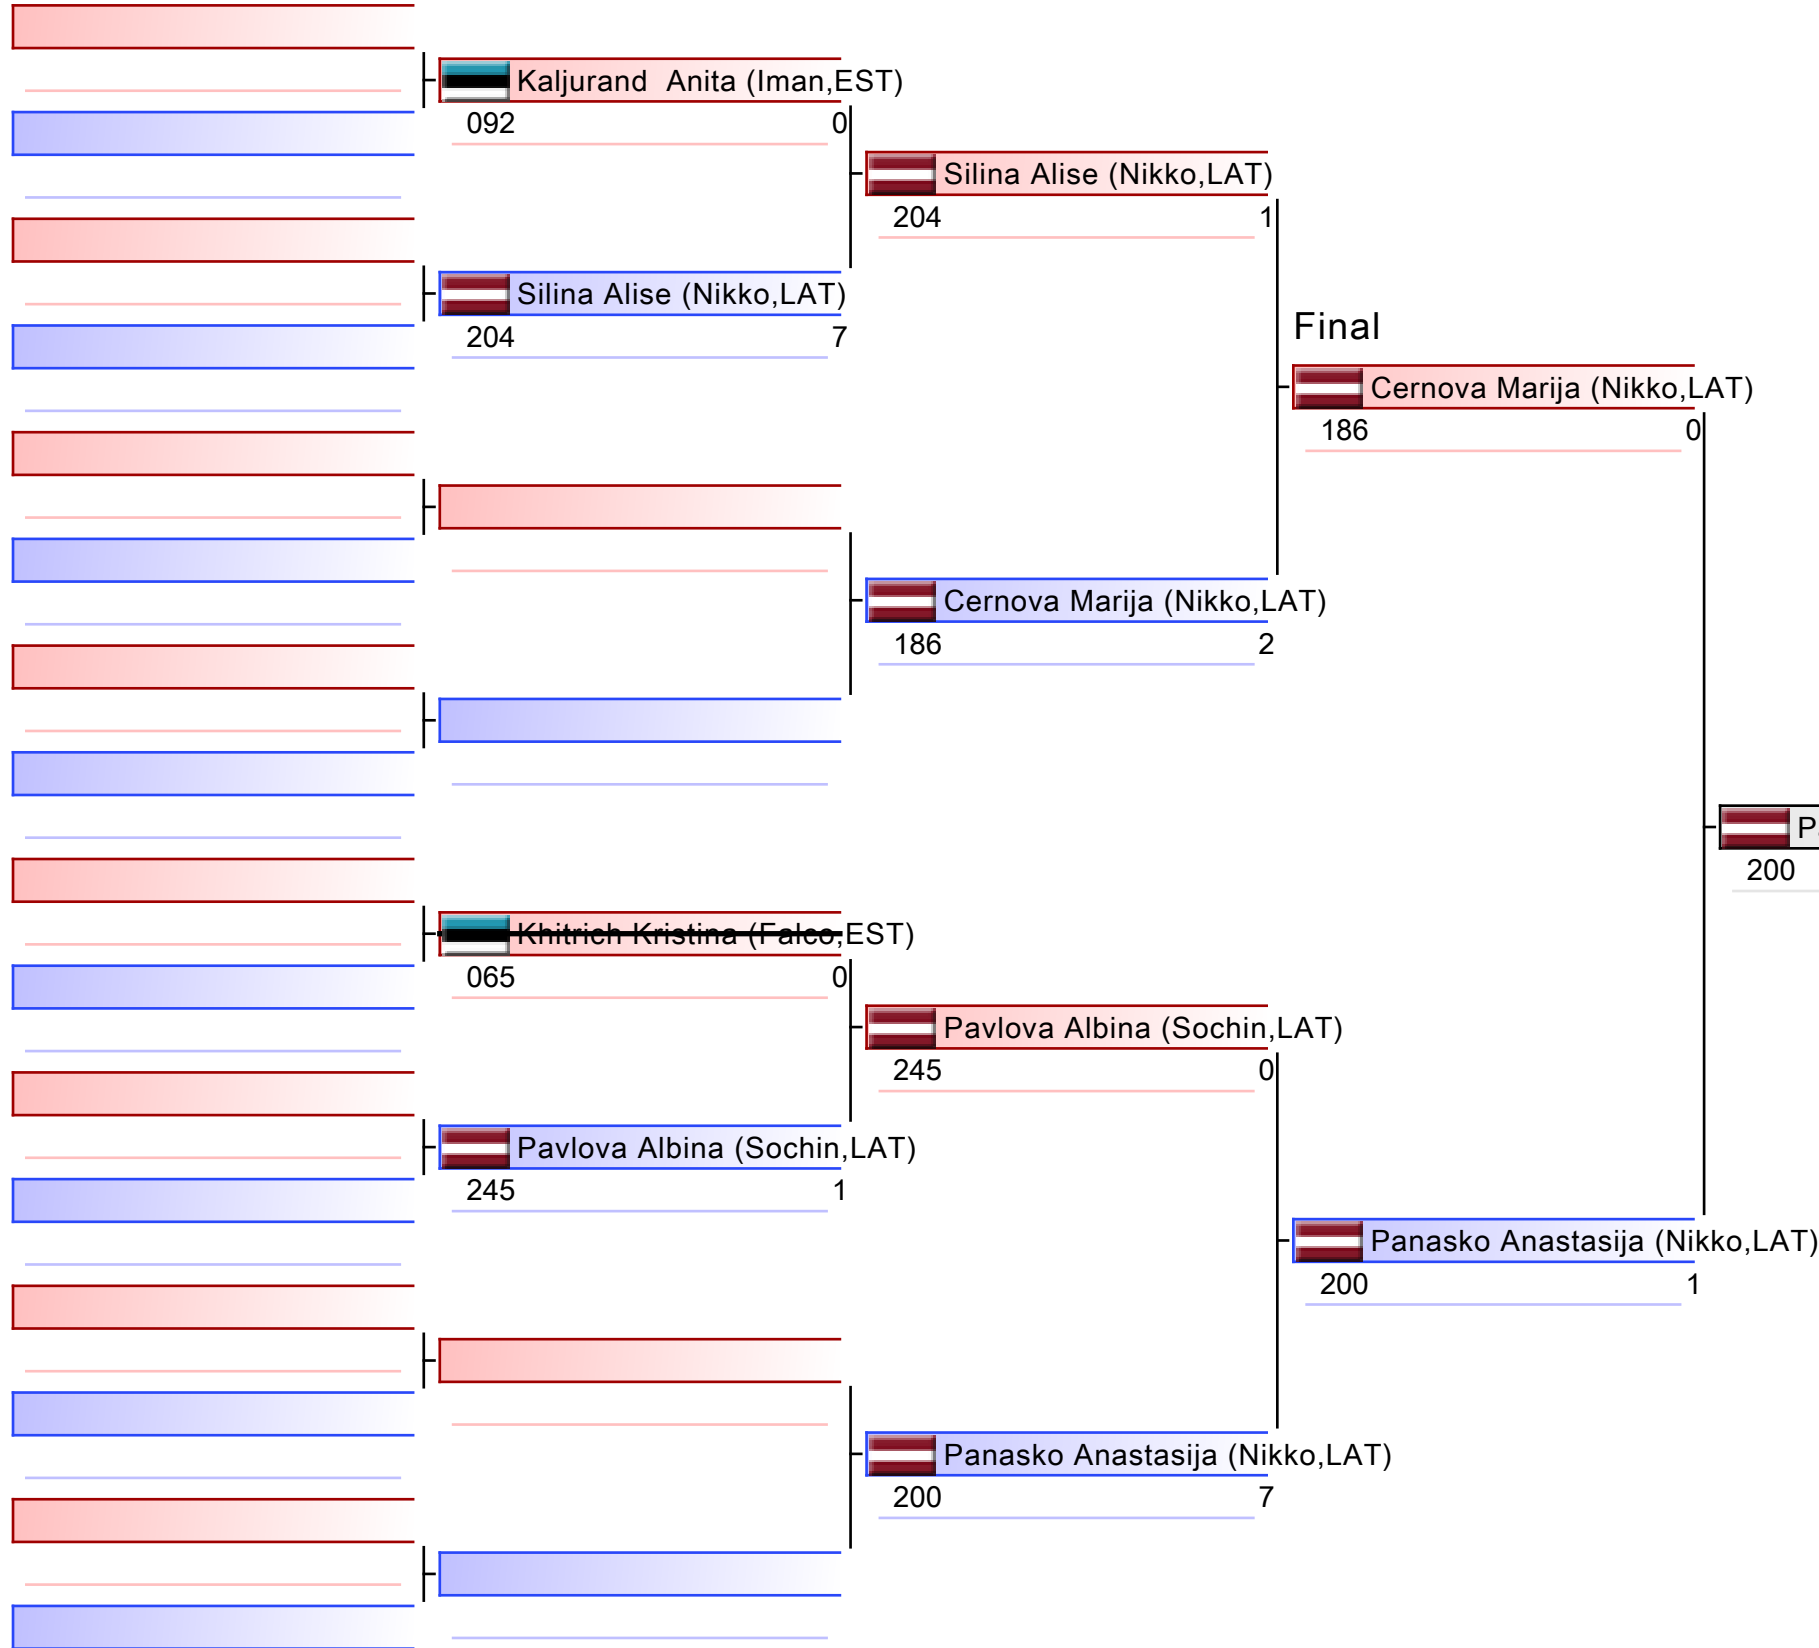 Kaljurand  Anita (Iman,EST)
092 0
Silina Alise (Nikko,LAT)
204 1
Silina Alise (Nikko,LAT)
204 7
Final
Cernova Marija (Nikko,LAT)
186 0
Cernova Marija (Nikko,LAT)
186 2
200
Khitrich Kristina (Falco,EST)
065 0
Pavlova Albina (Sochin,LAT)
245 0
Pavlova Albina (Sochin,LAT)
245 1
Panasko Anastasija (Nikko,LAT)
200 1
Panasko Anastasija (Nikko,LAT)
200 7